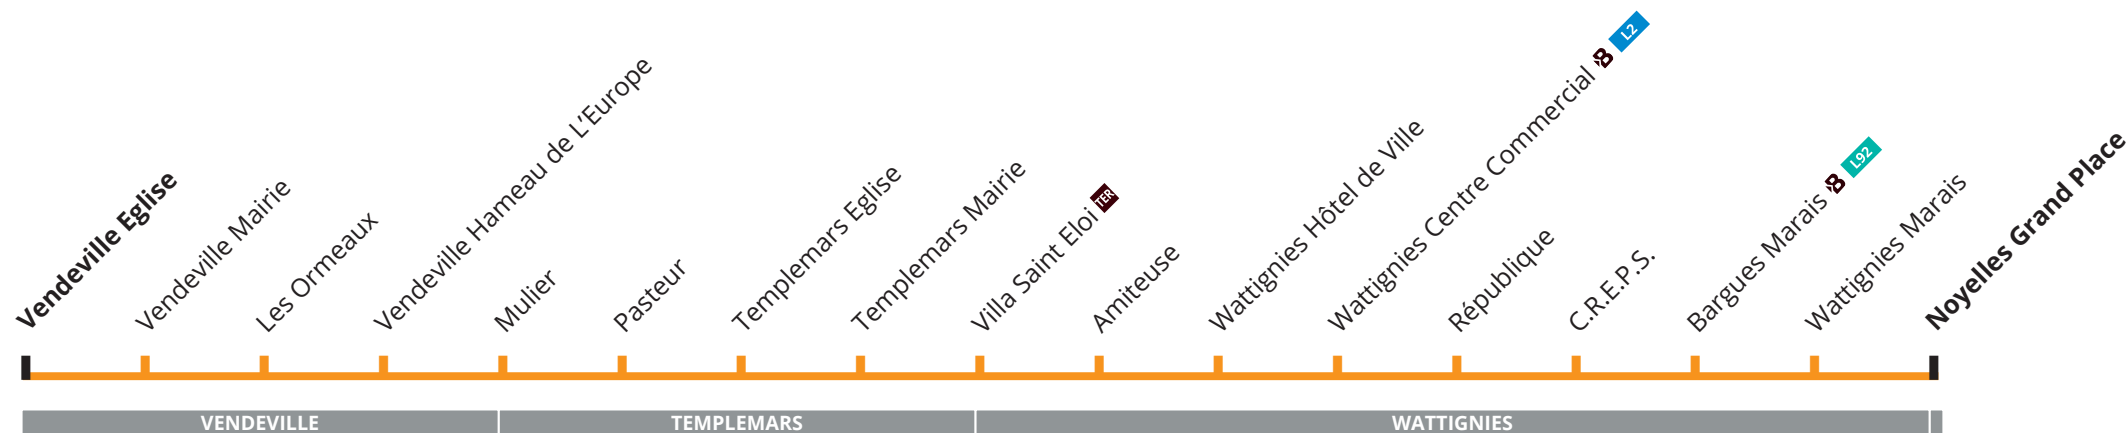 Vendeville Eglise
Vendeville Mairie
Les Ormeaux
Vendeville Hameau de L’Europe
Mulier
Pasteur
Templemars Eglise
Templemars Mairie
Villa Saint Eloi TER
Amiteuse
Wattignies Hôtel de Ville
Wattignies Centre Commercial B L2
République
C.R.E.P.S.
Bargues Marais B L92
Wattignies Marais
Noyelles Grand Place
VENDEVILLE
TEMPLEMARS
WATTIGNIES